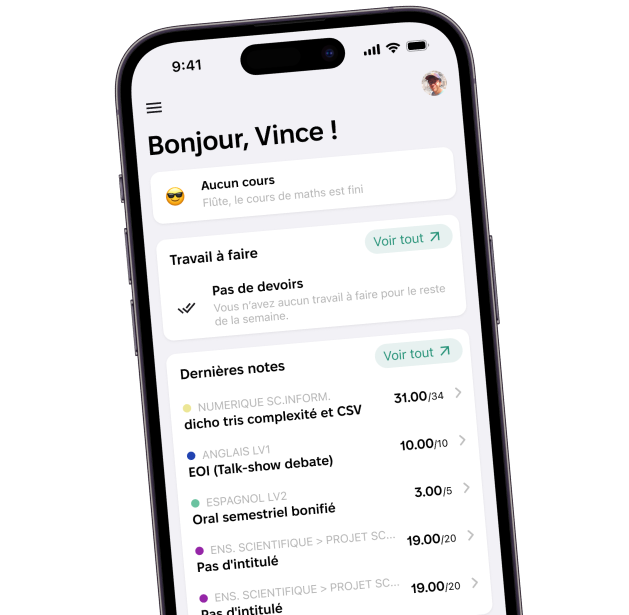 9:41
Bonjour, Vince !
Aucun cours
Flûte, le cours de maths est fini
Travail à faire
Voir tout
Pas de devoirs
Vous n'avez aucun travail à faire pour le reste
de la semaine.
Dernières notes
Voir tout
NUMERIQUE SC.INFORM.
dicho tris complexité et CSV
31.00/34
ANGLAIS LV1
EOI (Talk-show debate)
10.00/10
ESPAGNOL LV2
Oral semestriel bonifié
3.00/5
ENS. SCIENTIFIQUE > PROJET SC...
Pas d'intitulé
19.00/20
ENS. SCIENTIFIQUE > PROJET SC...
Pas d'intitulé
19.00/20